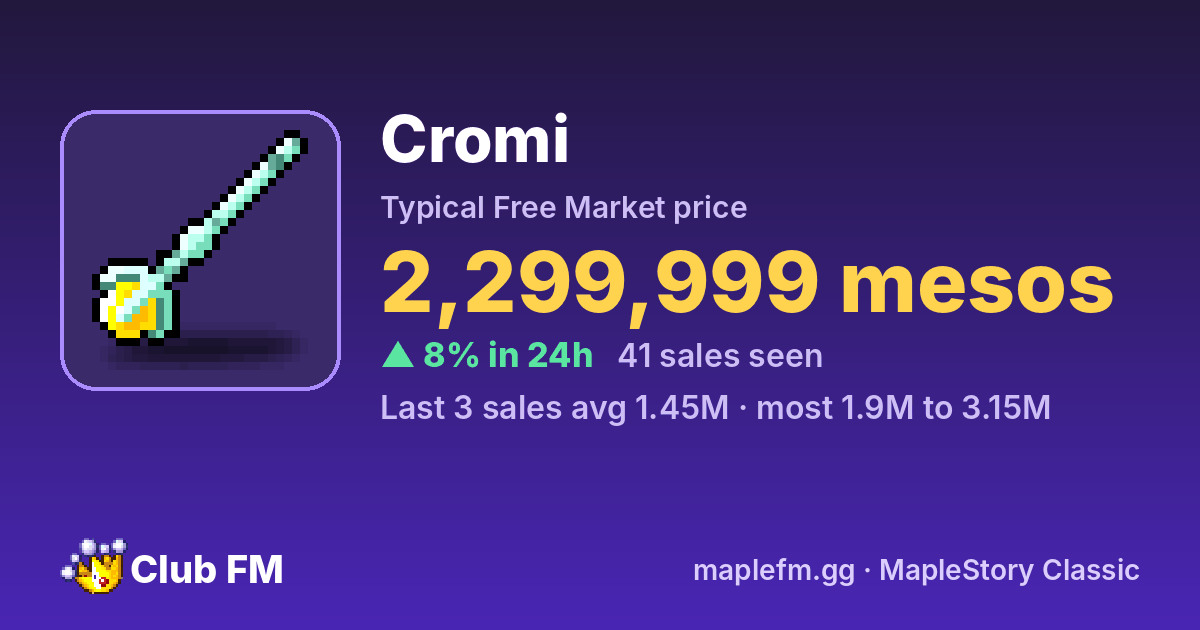 Cromi
Typical Free Market price
2,299,999 mesos
▲ 8% in 24h 41 sales seen
Last 3 sales avg 1.45M · most 1.9M to 3.15M
Club FM
maplefm.gg · MapleStory Classic